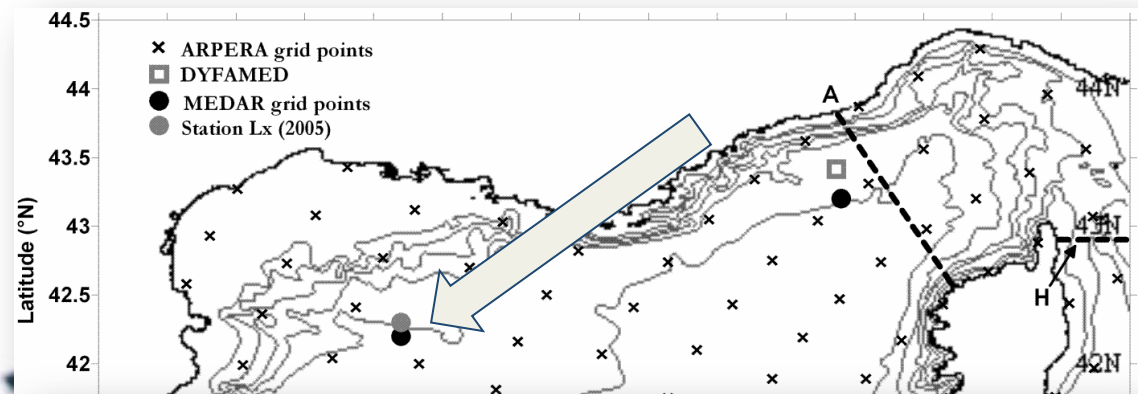 44.5
ARPERA grid points
DYFAMED
MEDAR grid points
Station Lx (2005)
A
44
44N
43.5
Latitude (°N)
43
43N
42.5
H
42
42N